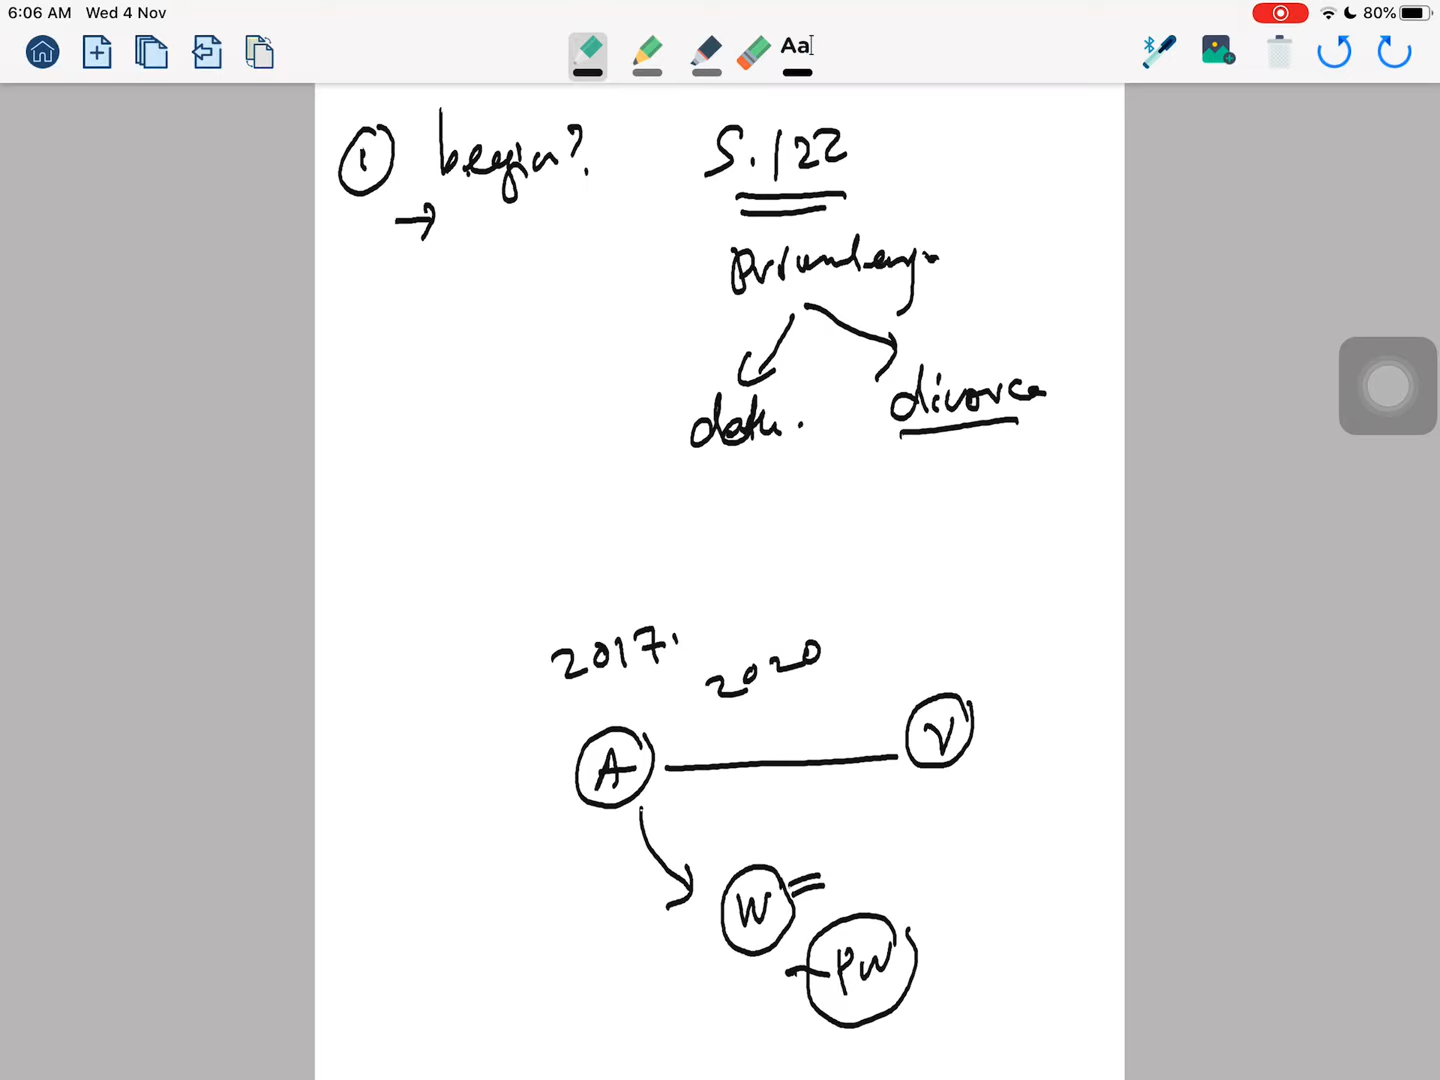 6:06 AM Wed 4 Nov
80%
Aa
① begin? S.122
→
divorce
2017.
2020
A
V
W =
PW